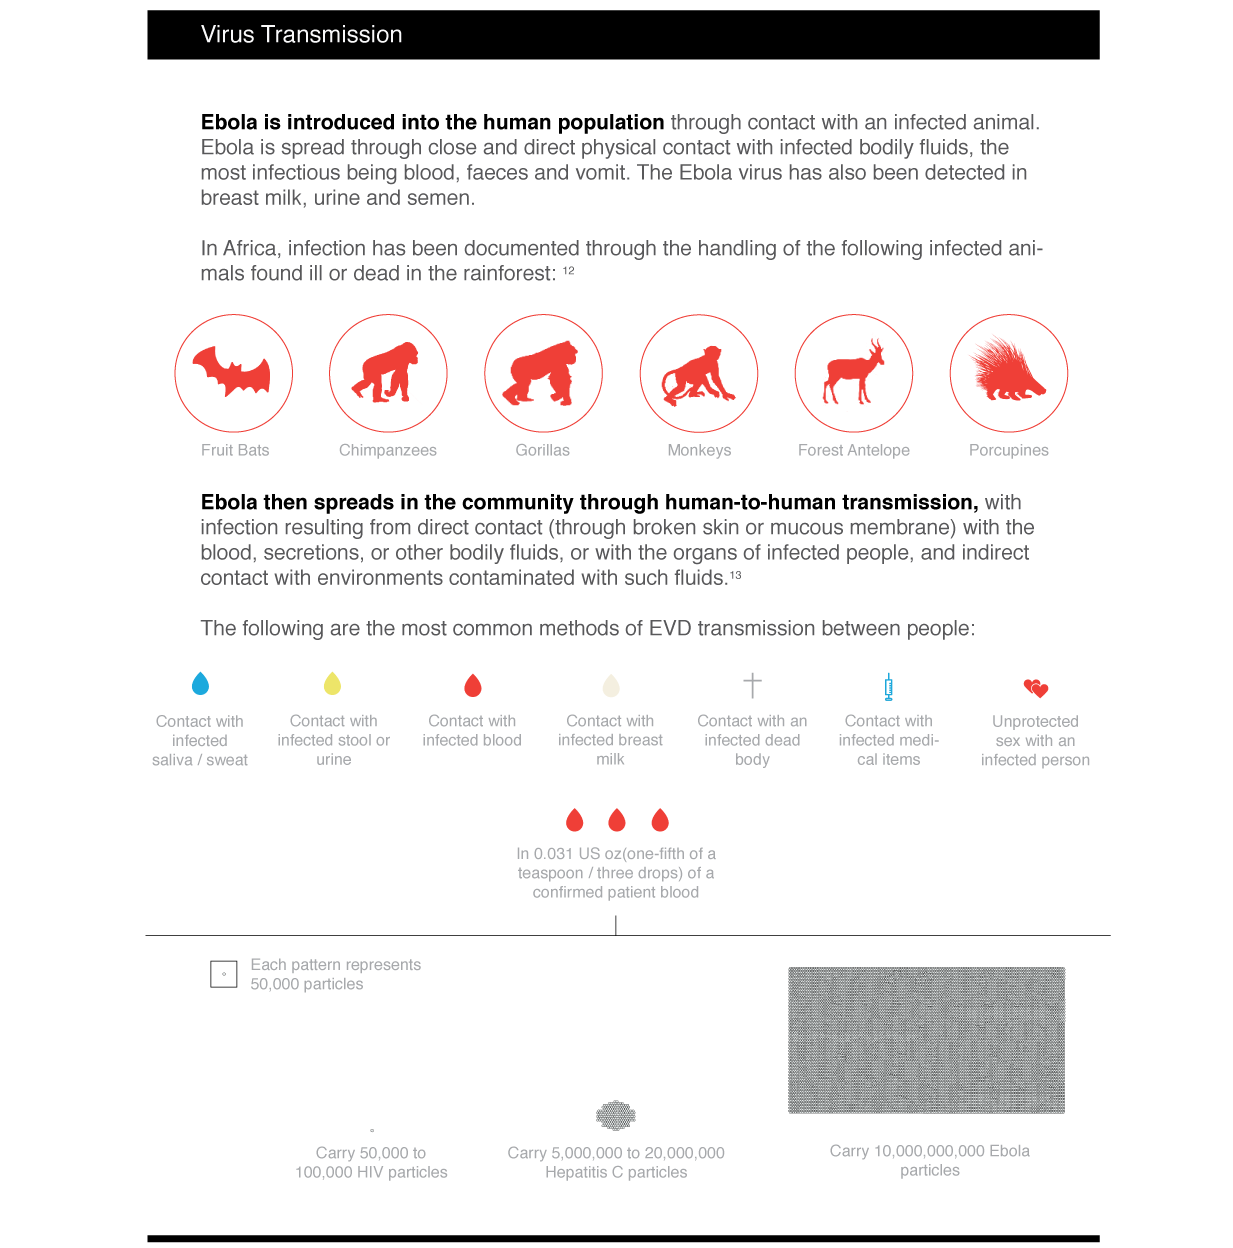 Virus Transmission
Ebola is introduced into the human population through contact with an infected animal.
Ebola is spread through close and direct physical contact with infected bodily fluids, the
most infectious being blood, faeces and vomit. The Ebola virus has also been detected in
breast milk, urine and semen.
In Africa, infection has been documented through the handling of the following infected ani-
mals found ill or dead in the rainforest: 12
Fruit Bats
Chimpanzees
Gorillas
Monkeys
Forest Antelope
Porcupines
Ebola then spreads in the community through human-to-human transmission, with
infection resulting from direct contact (through broken skin or mucous membrane) with the
blood, secretions, or other bodily fluids, or with the organs of infected people, and indirect
contact with environments contaminated with such fluids.13
The following are the most common methods of EVD transmission between people:
Contact with
infected
saliva / sweat
Contact with
infected stool or
urine
Contact with
infected blood
Contact with
infected breast
milk
Contact with an
infected dead
body
Contact with
infected medi-
cal items
Unprotected
sex with an
infected person
In 0.031 US oz(one-fifth of a
teaspoon / three drops) of a
confirmed patient blood
Each pattern represents
50,000 particles
Carry 50,000 to
100,000 HIV particles
Carry 5,000,000 to 20,000,000
Hepatitis C particles
Carry 10,000,000,000 Ebola
particles